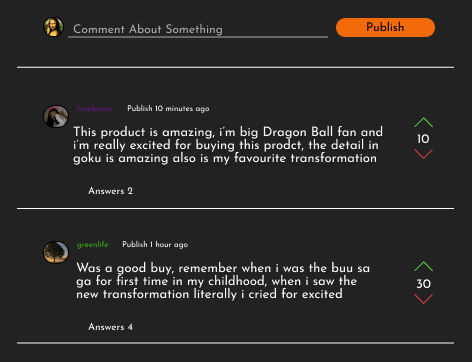 Comment About Something
Publish
lovebunny Publish 10 minutes ago
This product is amazing, i'm big Dragon Ball fan and
i'm really excited for buying this prodct, the detail in
goku is amazing also is my favourite transformation
10
Answers 2
greenlife Publish 1 hour ago
Was a good buy, remember when i was the buu sa
ga for first time in my childhood, when i saw the
new transformation literally i cried for excited
30
Answers 4